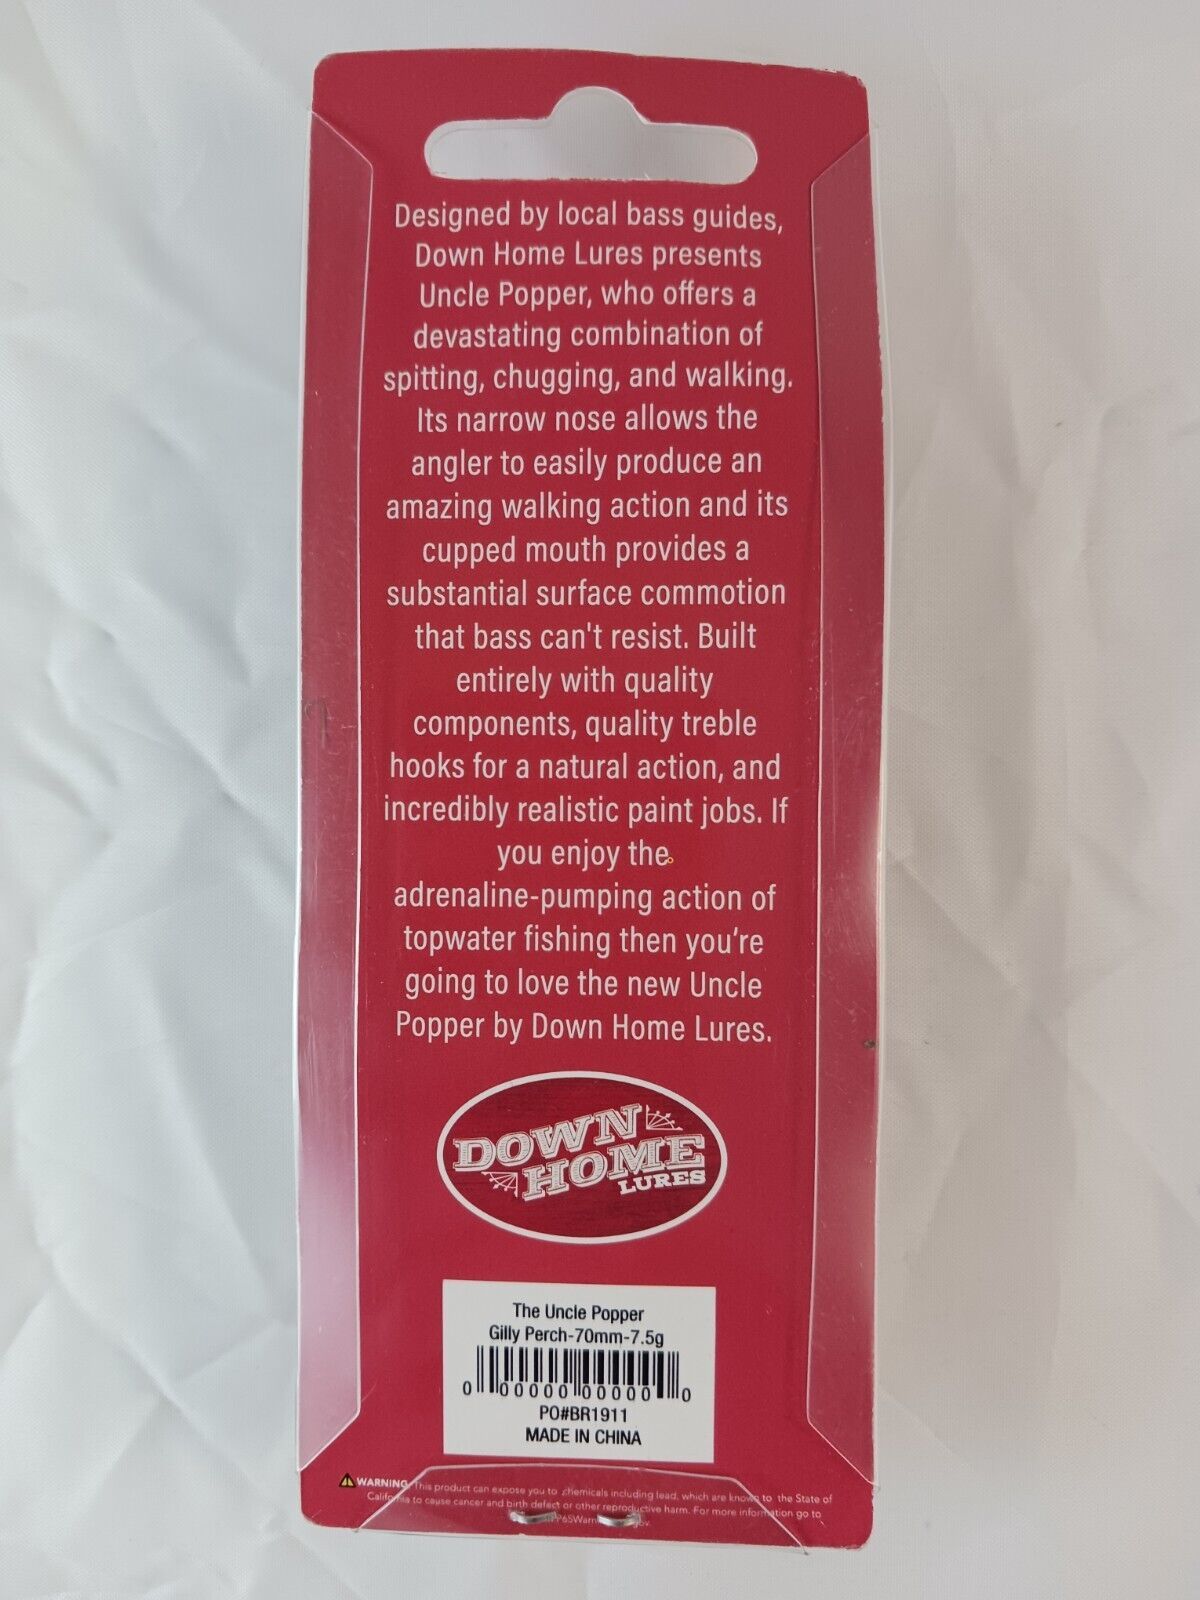 Designed by local bass guides,
Down Home Lures presents
Uncle Popper, who offers a
devastating combination of
spitting, chugging, and walking.
Its narrow nose allows the
angler to easily produce an
amazing walking action and its
cupped mouth provides a
substantial surface commotion
that bass can't resist. Built
entirely with quality
components, quality treble
hooks for a natural action, and
incredibly realistic paint jobs. If
you enjoy the
adrenaline-pumping action of
topwater fishing then you’re
going to love the new Uncle
Popper by Down Home Lures.
DOWN
HOME
LURES
The Uncle Popper
Gilly Perch-70mm-7.5g
0 00000 00000 0
PO#BR1911
MADE IN CHINA
WARNING This product can expose you to chemicals including lead, which are known to the State of
California to cause cancer and birth defect or other reproductive harm. For more information go to